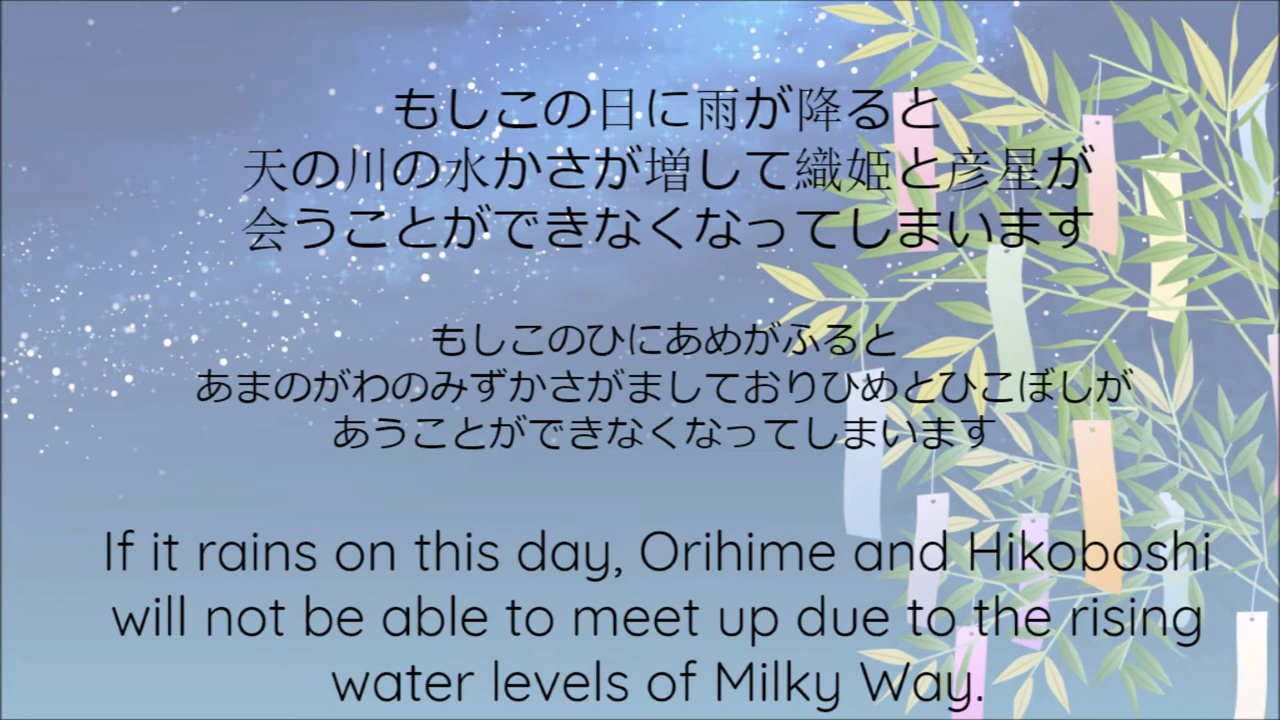 もしこの日に雨が降ると
天の川の水かさが増して織姫と彦星が
会うことができなくなってしまいます
もしこのひにあめがふると
あまのがわのみずかさがましておりひめとひこぼしが
あうことができなくなってしまいます
If it rains on this day, Orihime and Hikoboshi
will not be able to meet up due to the rising
water levels of Milky Way.